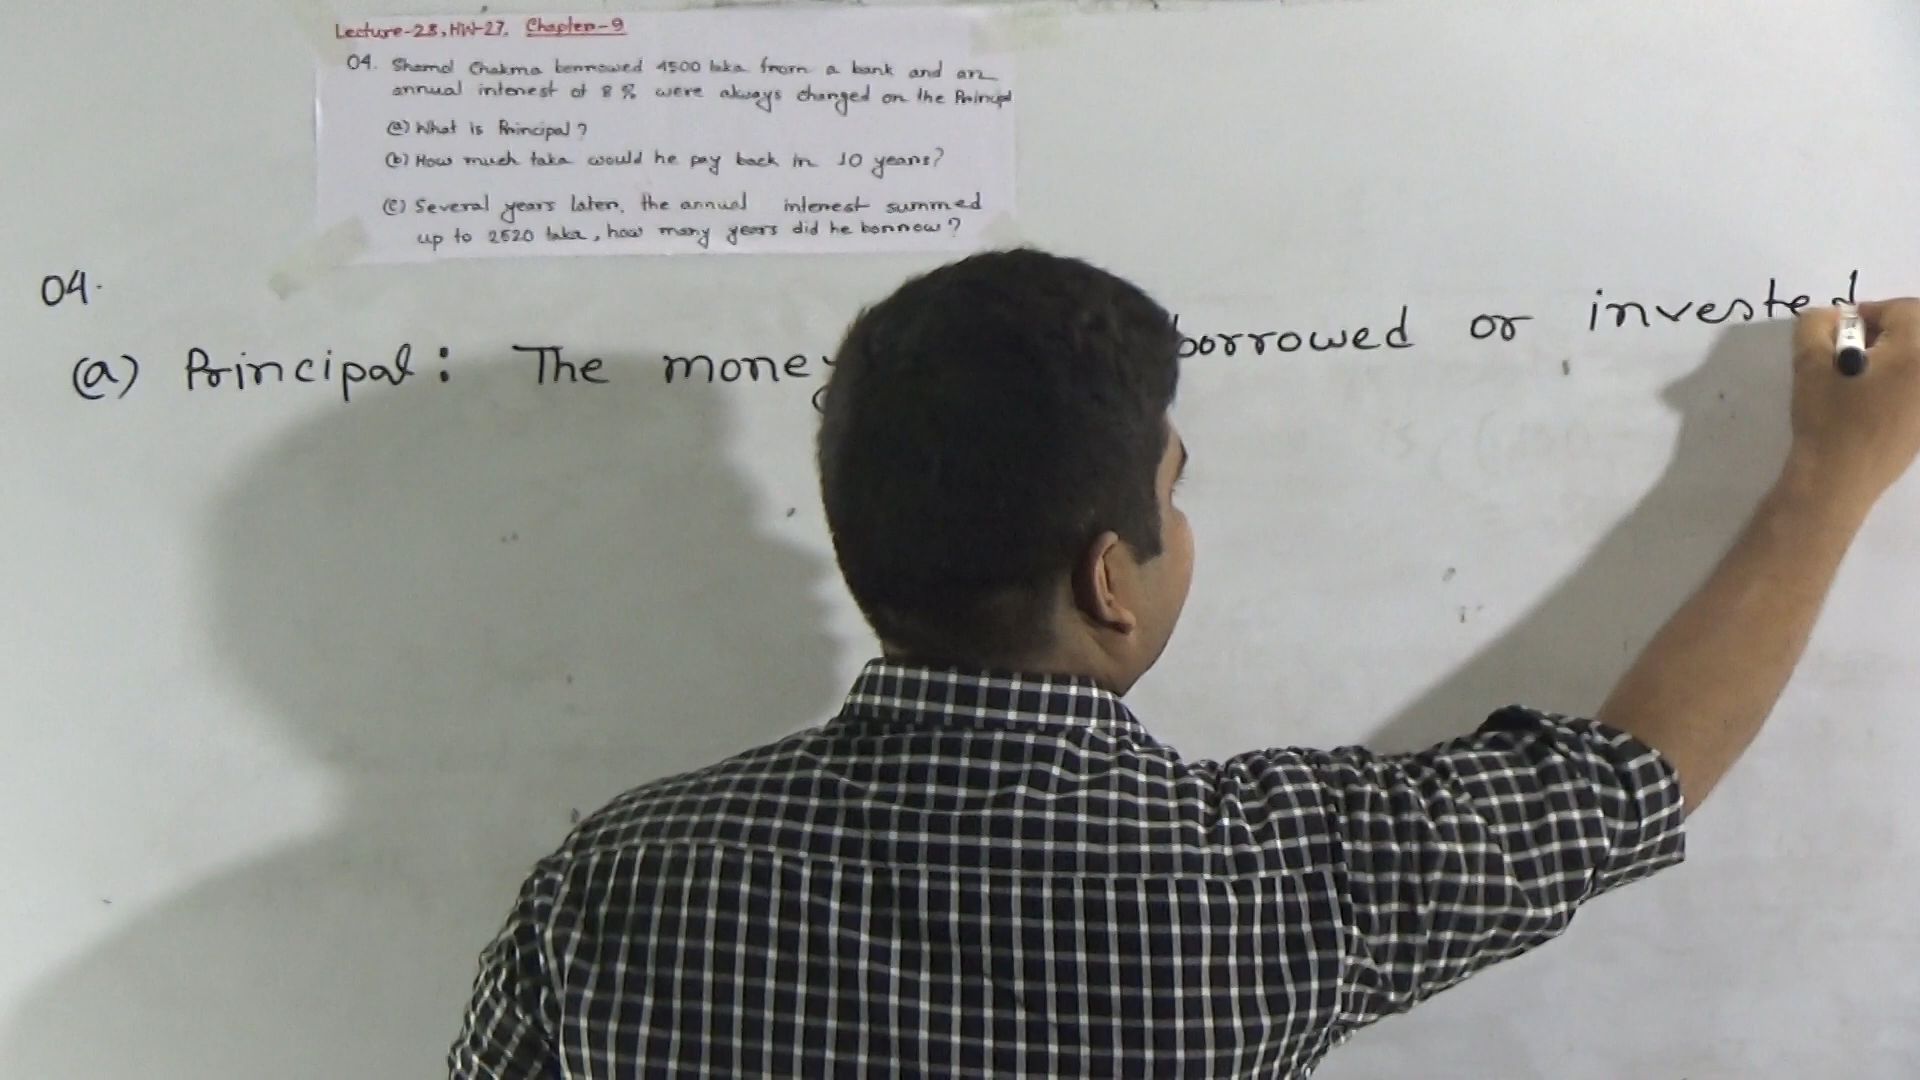 Lecture-28, HW-27. Chapter-9
04. Shamol Chakma borrowed 4500 taka from a bank and an
annual interest of 8% were always charged on the Principal
(a) What is Principal?
(b) How much taka would he pay back in 10 years?
(c) Several years later, the annual interest summed
up to 2520 taka, how many years did he borrow?
04.
(a) Principal: The money borrowed or invested